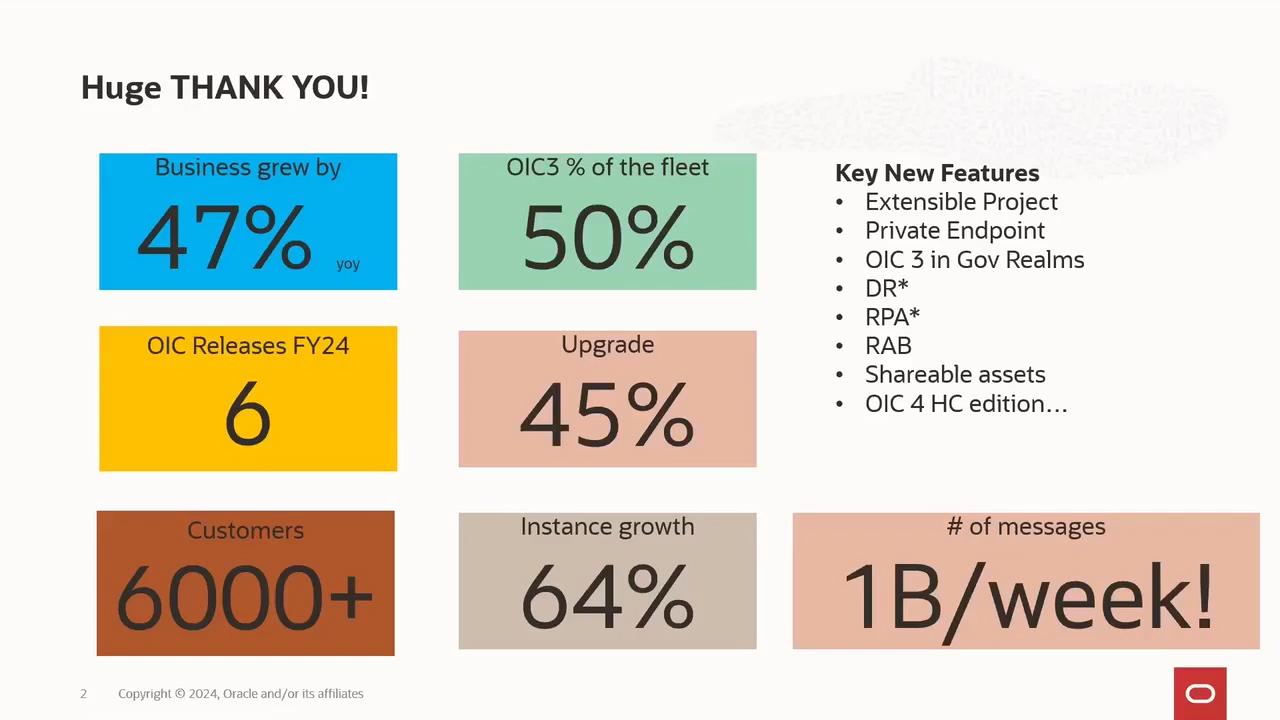 Huge THANK YOU!
Business grew by
47% yoy
OIC3 % of the fleet
50%
OIC Releases FY24
6
Upgrade
45%
Customers
6000+
Instance growth
64%
Key New Features
• Extensible Project
• Private Endpoint
• OIC 3 in Gov Realms
• DR*
• RPA*
• RAB
• Shareable assets
• OIC 4 HC edition…
# of messages
1B/week!
2 Copyright © 2024, Oracle and/or its affiliates